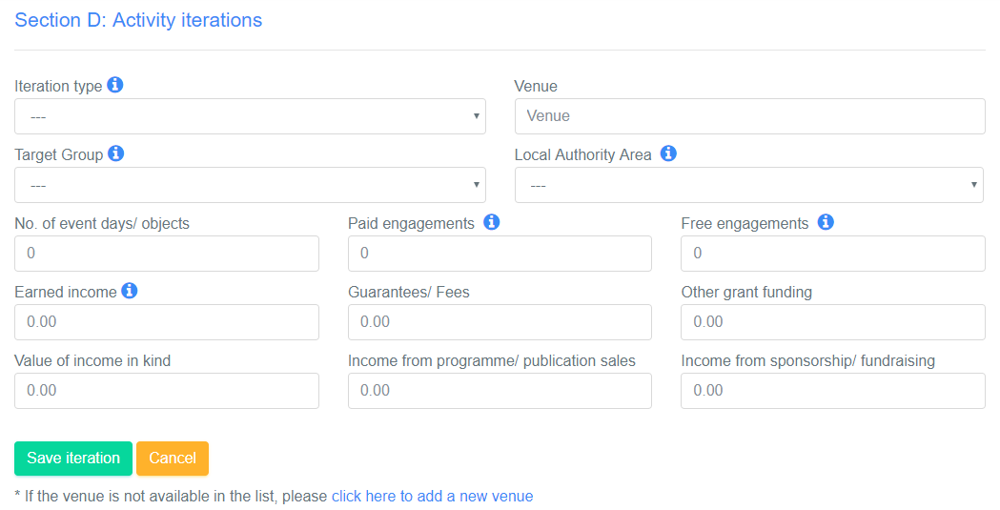 Section D: Activity iterations
Iteration type
Venue
---
Venue
Target Group
Local Authority Area
---
---
No. of event days/ objects
Paid engagements
Free engagements
0
0
0
Earned income
Guarantees/ Fees
Other grant funding
0.00
0.00
0.00
Value of income in kind
Income from programme/ publication sales
Income from sponsorship/ fundraising
0.00
0.00
0.00
Save iteration
Cancel
* If the venue is not available in the list, please click here to add a new venue